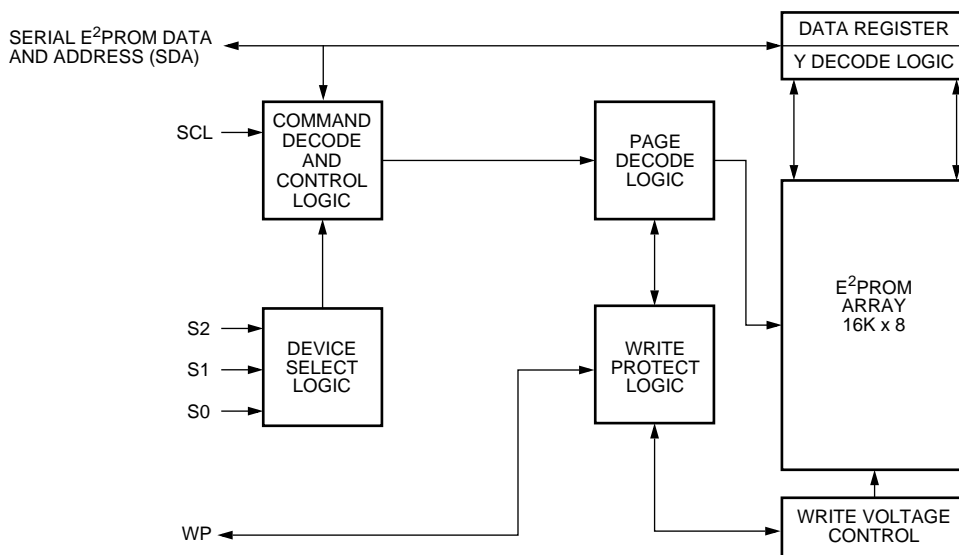 SERIAL E²PROM DATA
AND ADDRESS (SDA)
DATA REGISTER
Y DECODE LOGIC
SCL
COMMAND
DECODE
AND
CONTROL
LOGIC
PAGE
DECODE
LOGIC
E²PROM
ARRAY
16K x 8
S2
S1
S0
DEVICE
SELECT
LOGIC
WRITE
PROTECT
LOGIC
WP
WRITE VOLTAGE
CONTROL